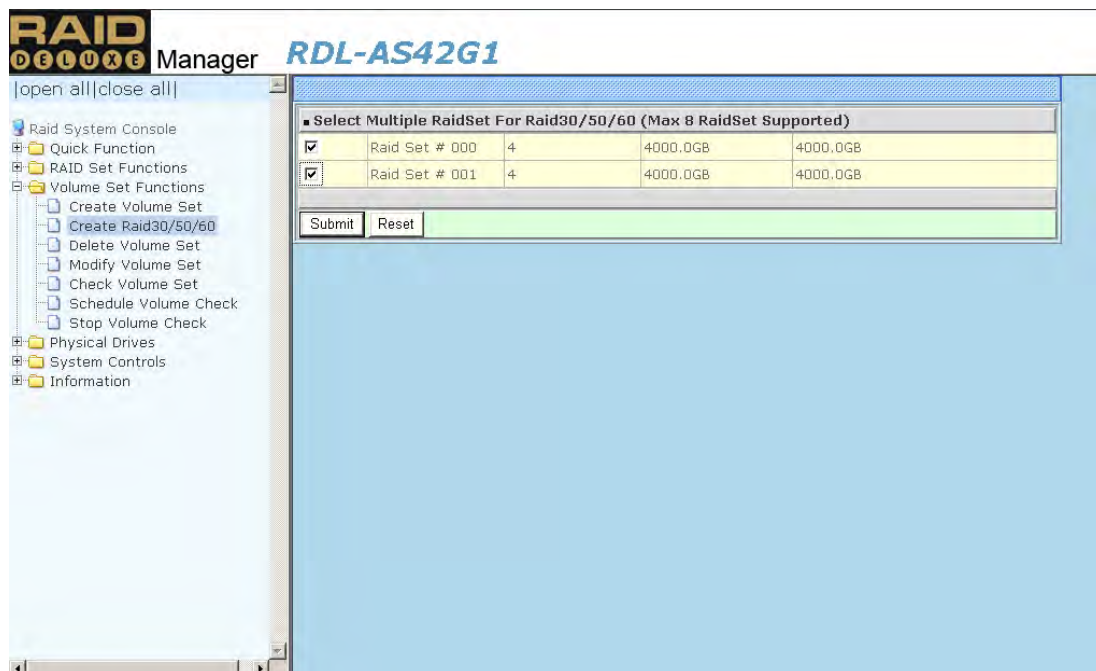 RAID
DELUXE Manager RDL-AS42G1
|open all||close all|
Raid System Console
Quick Function
RAID Set Functions
Volume Set Functions
Create Volume Set
Create Raid30/50/60
Delete Volume Set
Modify Volume Set
Check Volume Set
Schedule Volume Check
Stop Volume Check
Physical Drives
System Controls
Information
Select Multiple RaidSet For Raid30/50/60 (Max 8 RaidSet Supported)
Raid Set # 000 4 4000.0GB 4000.0GB
Raid Set # 001 4 4000.0GB 4000.0GB
Submit Reset